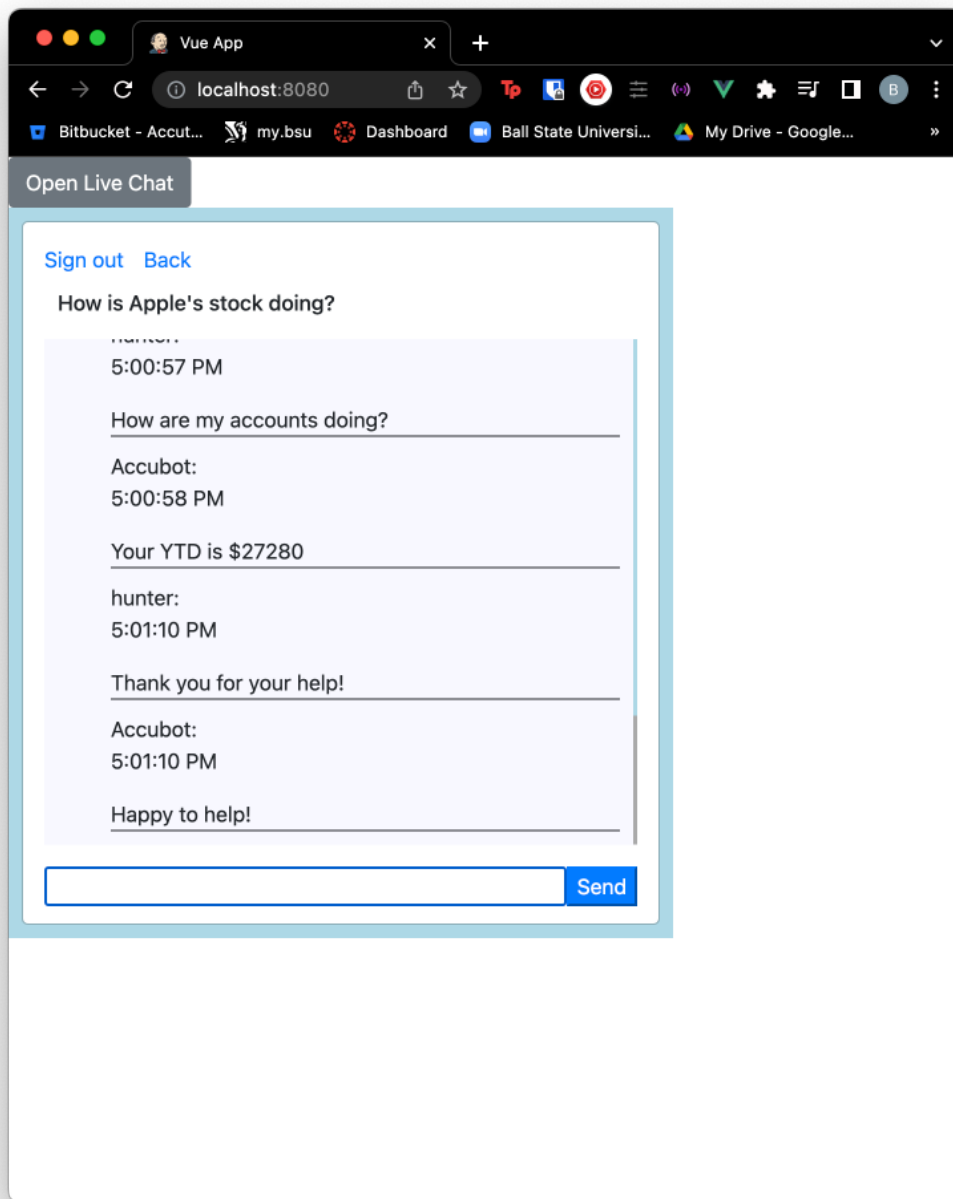 Vue App
localhost:8080
Tp
B
Bitbucket - Accut...
my.bsu
Dashboard
Ball State Universi...
My Drive - Google...
»
Open Live Chat
Sign out Back
How is Apple's stock doing?
hunter:
5:00:57 PM
How are my accounts doing?
Accubot:
5:00:58 PM
Your YTD is $27280
hunter:
5:01:10 PM
Thank you for your help!
Accubot:
5:01:10 PM
Happy to help!
Send